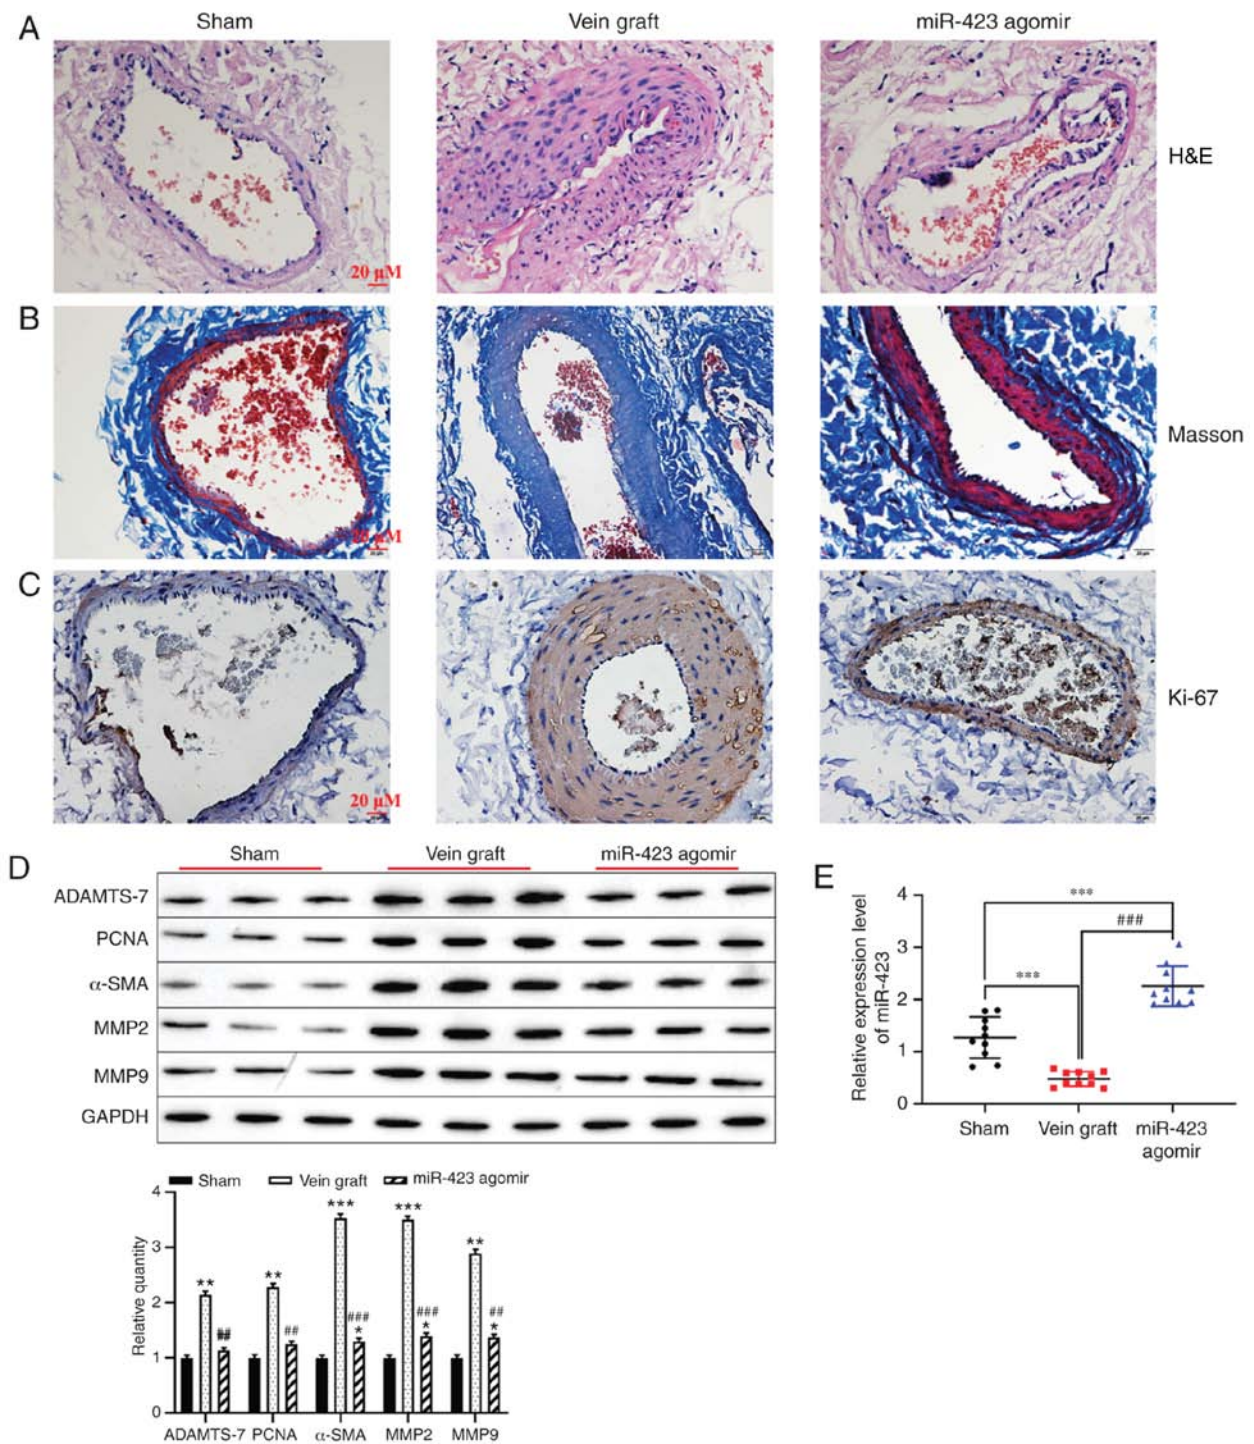 A
Sham
Vein graft
miR-423 agomir
H&E
20 μM
B
Masson
20 μM
C
Ki-67
20 μM
D
Sham
Vein graft
miR-423 agomir
ADAMTS-7
PCNA
α-SMA
MMP2
MMP9
GAPDH
Sham
Vein graft
miR-423 agomir
Relative quantity
4
3
2
1
0
**
##
##
**
##
***
###
*
***
###
*
**
##
*
ADAMTS-7
PCNA
α-SMA
MMP2
MMP9
E
Relative expression level
of miR-423
4
3
2
1
0
***
###
***
Sham
Vein graft
miR-423
agomir